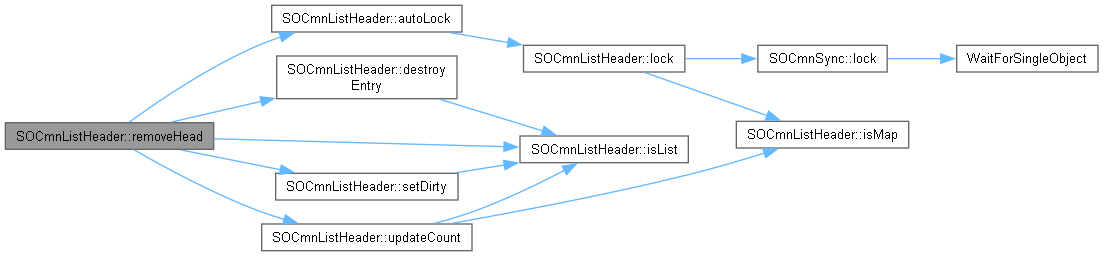 SOCmnListHeader::autoLock
SOCmnListHeader::lock
SOCmnSync::lock
WaitForSingleObject
SOCmnListHeader::destroy
Entry
SOCmnListHeader::removeHead
SOCmnListHeader::isMap
SOCmnListHeader::isList
SOCmnListHeader::setDirty
SOCmnListHeader::updateCount